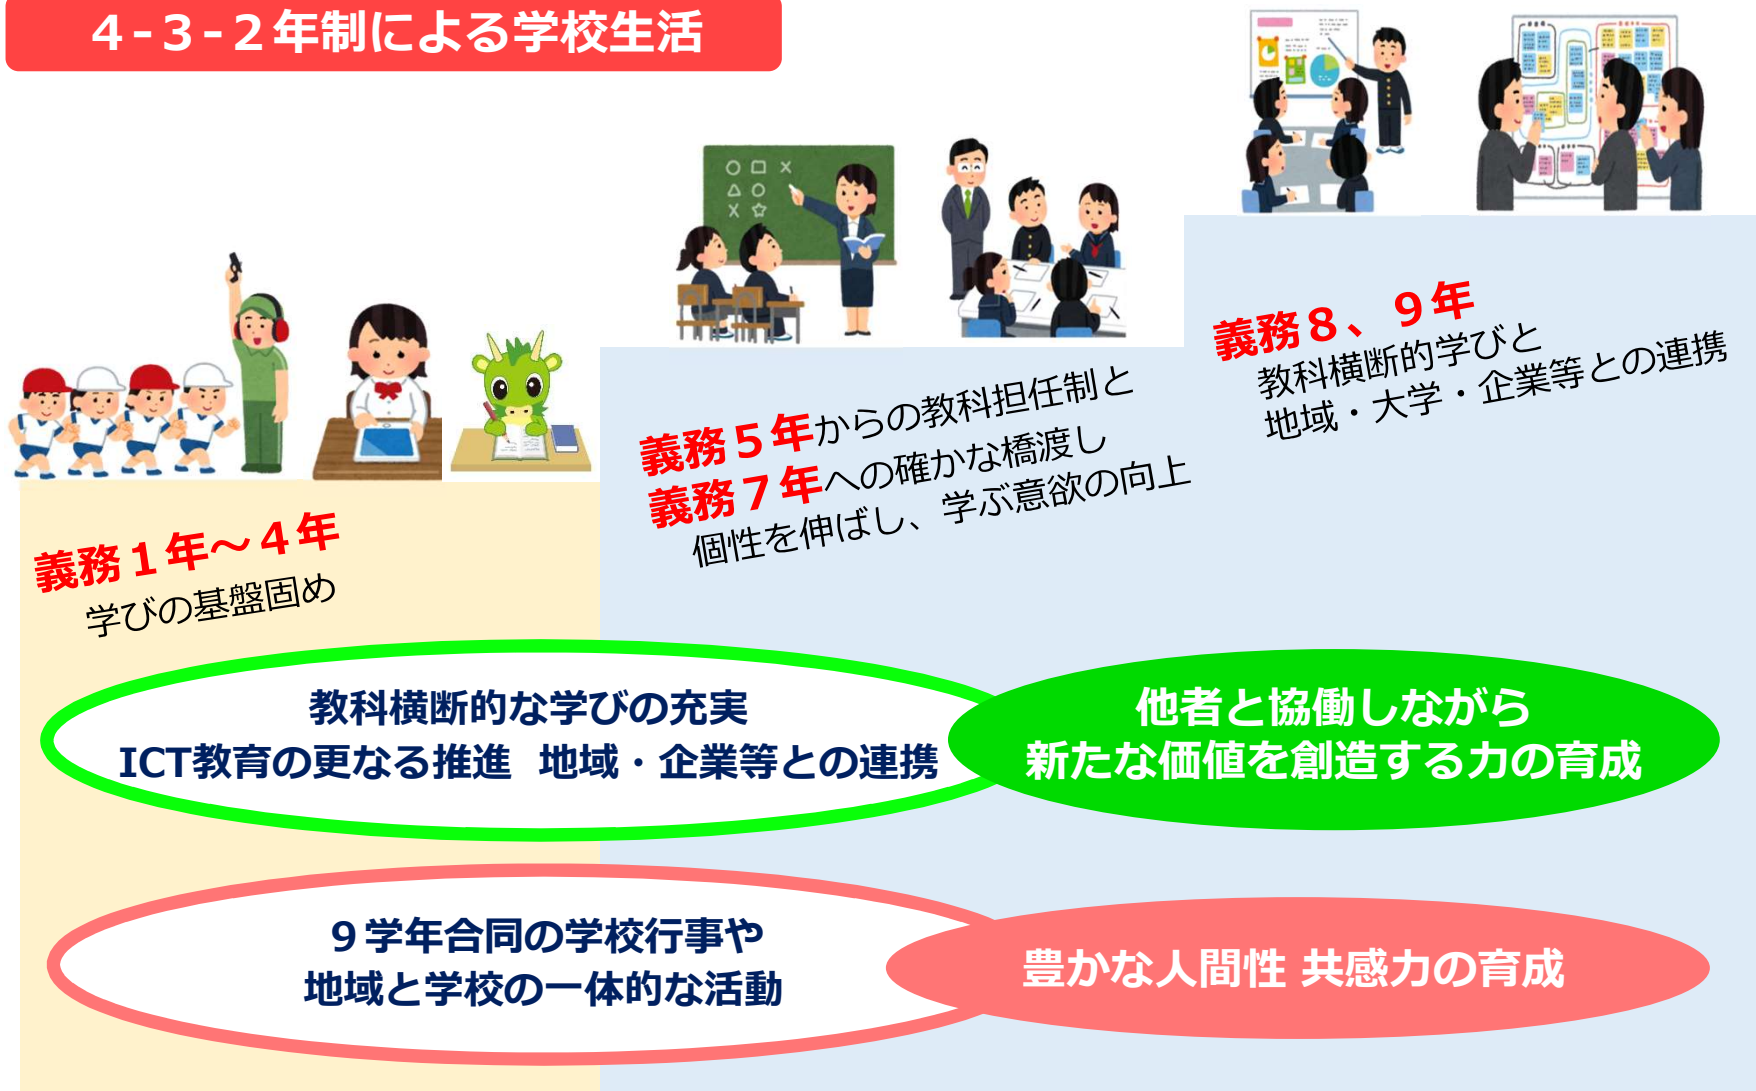 ４-３-２年制による学校生活
義務１年～４年
学びの基盤固め
義務５年からの教科担任制と
義務７年への確かな橋渡し
個性を伸ばし、学ぶ意欲の向上
義務８、９年
教科横断的学びと
地域・大学・企業等との連携
教科横断的な学びの充実
ICT教育の更なる推進 地域・企業等との連携
他者と協働しながら
新たな価値を創造する力の育成
９学年合同の学校行事や
地域と学校の一体的な活動
豊かな人間性 共感力の育成